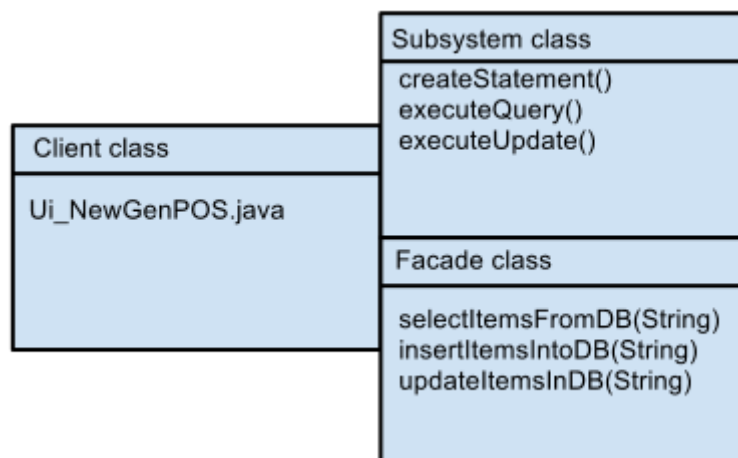 Subsystem class
createStatement()
executeQuery()
executeUpdate()
Client class
Ui_NewGenPOS.java
Facade class
selectItemsFromDB(String)
insertItemsIntoDB(String)
updateItemsInDB(String)